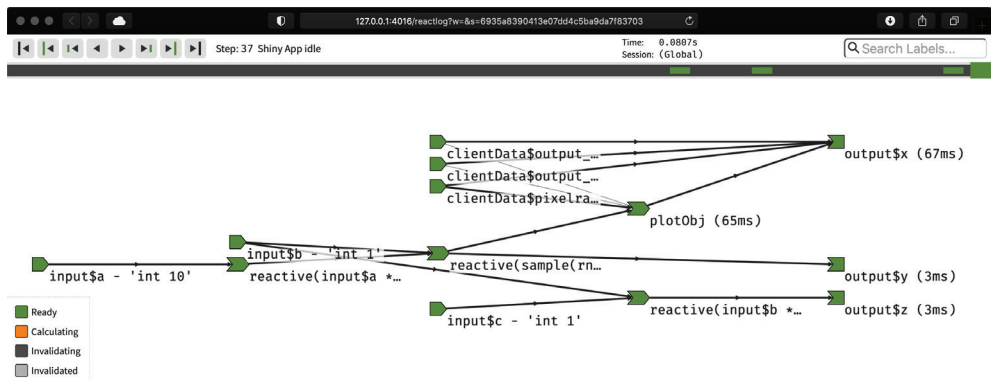 127.0.0.1:4016/reactlog?w=&s=6935a8390413e07dd4c5ba9da7f83703
Step: 37 Shiny App idle
Time: 0.0807s
Session: (Global)
Search Labels...
clientData$output_…
clientData$output_…
clientData$pixelra…
output$x (67ms)
plotObj (65ms)
input$b - 'int 1'
input$a - 'int 10'
reactive(input$a *…
reactive(sample(rn…
output$y (3ms)
input$c - 'int 1'
reactive(input$b *…
output$z (3ms)
Ready
Calculating
Invalidating
Invalidated